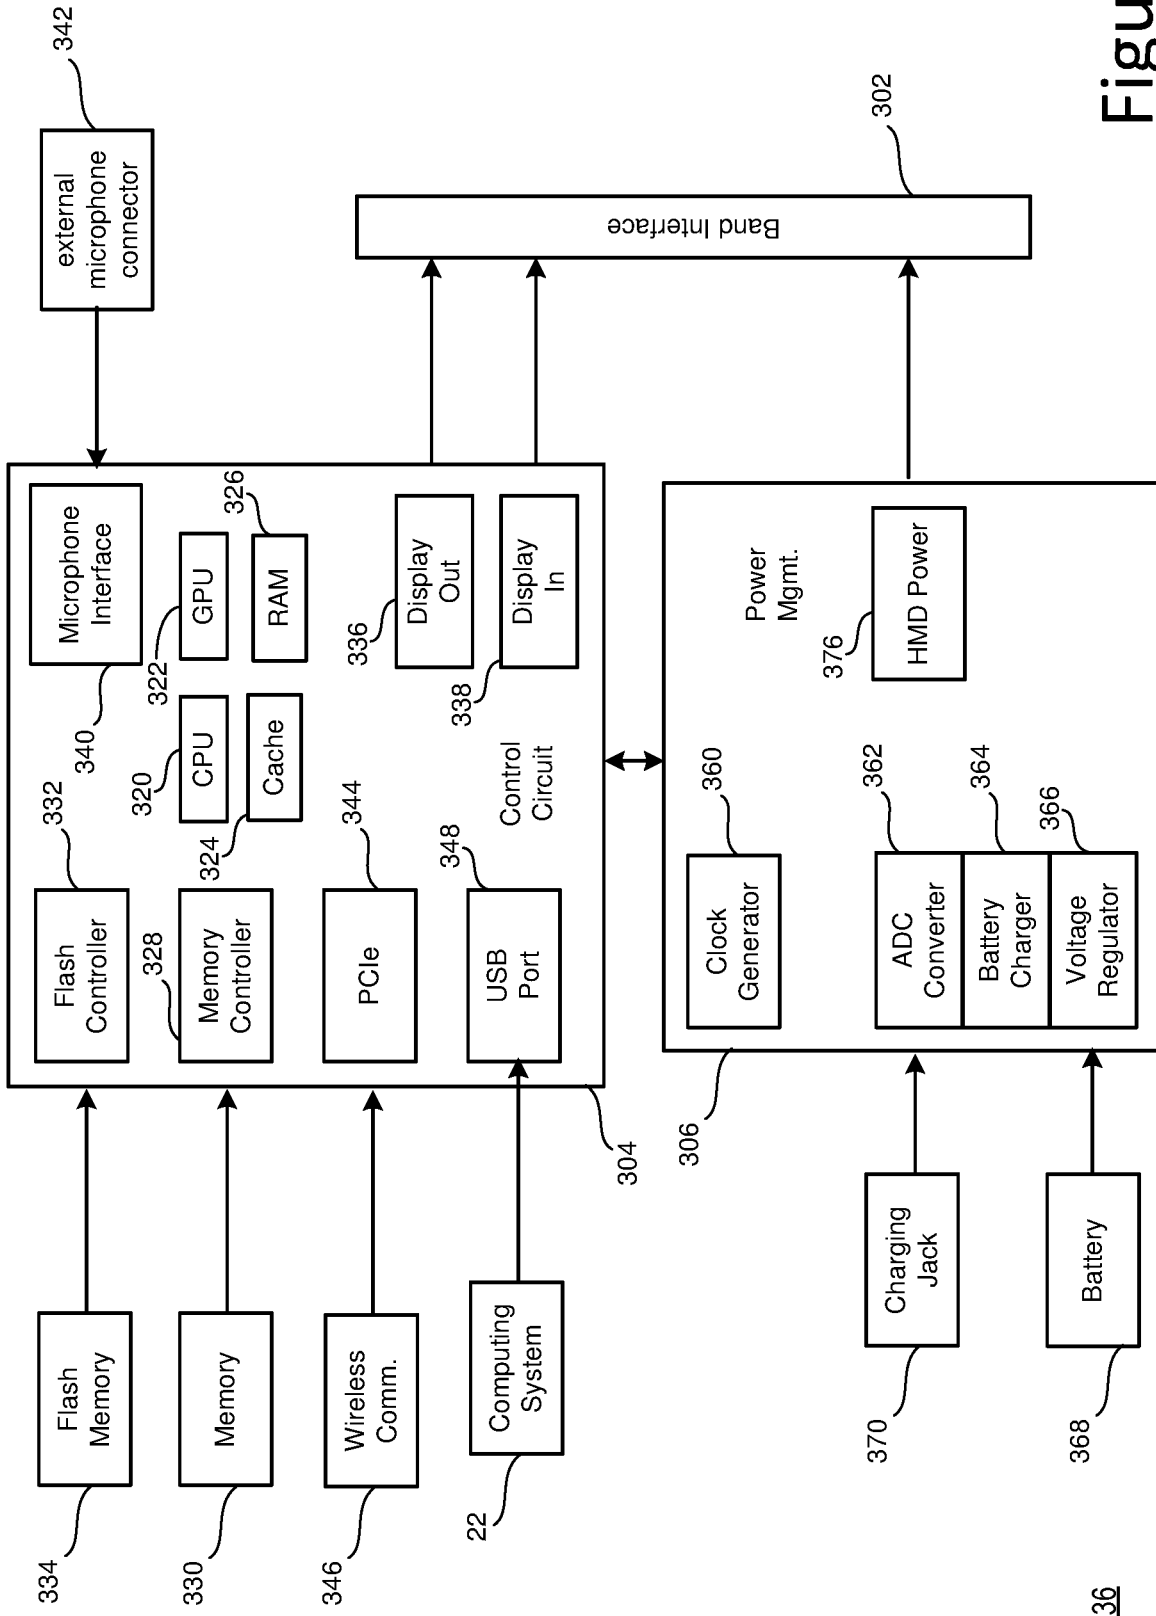 334
Flash
Memory
332
Flash
Controller
340
Microphone
Interface
external
microphone
connector
342
330
Memory
328
Memory
Controller
320
CPU
322
GPU
324
Cache
326
RAM
346
Wireless
Comm.
344
PCIe
336
Display
Out
22
Computing
System
348
USB
Port
Control
Circuit
338
Display
In
304
Band Interface
302
306
360
Clock
Generator
Power
Mgmt.
370
Charging
Jack
362
ADC
Converter
376
HMD Power
364
Battery
Charger
368
Battery
366
Voltage
Regulator
36